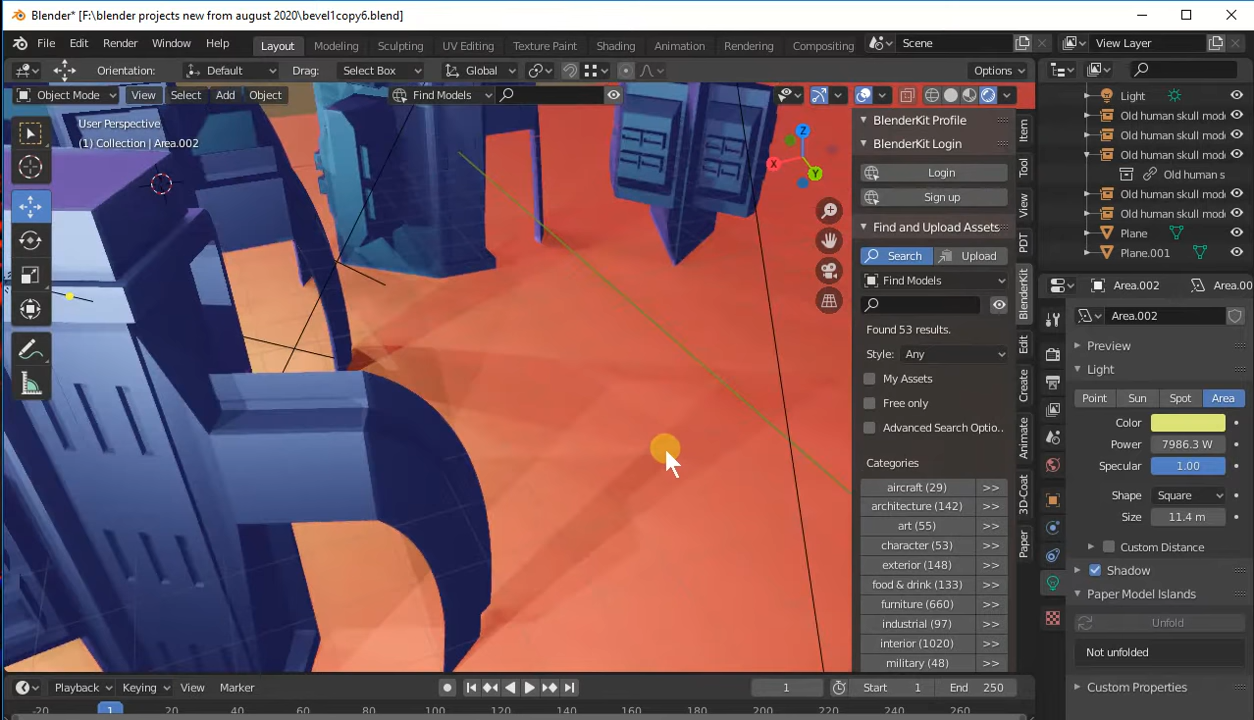 Blender* [F:\blender projects new from august 2020\bevel1copy6.blend]
File Edit Render Window Help Layout Modeling Sculpting UV Editing Texture Paint Shading Animation Rendering Compositing Scene View Layer
Orientation: Default Drag: Select Box Global Options
Object Mode View Select Add Object Find Models
User Perspective
(1) Collection | Area.002
Z
X
Y
BlenderKit Profile
BlenderKit Login
Login
Sign up
Find and Upload Assets
Search Upload
Find Models
Found 53 results.
Style: Any
My Assets
Free only
Advanced Search Optio..
Categories
aircraft (29) >>
architecture (142) >>
art (55) >>
character (53) >>
exterior (148) >>
food & drink (133) >>
furniture (660) >>
industrial (97) >>
interior (1020) >>
military (48) >>
Item
Tool
View
PDT
BlenderKit
Edit
Create
Animate
3D-Coat
Paper
Light
Old human skull mode
Old human skull mode
Old human skull mode
Old human s
Old human skull mode
Old human skull mode
Plane
Plane.001
Area.002 Area.00
Area.002
Preview
Light
Point Sun Spot Area
Color
Power 7986.3 W
Specular 1.00
Shape Square
Size 11.4 m
Custom Distance
Shadow
Paper Model Islands
Unfold
Not unfolded
Custom Properties
Playback Keying View Marker 1 Start 1 End 250
-20 1 20 40 60 80 100 120 140 160 180 200 220 240 260